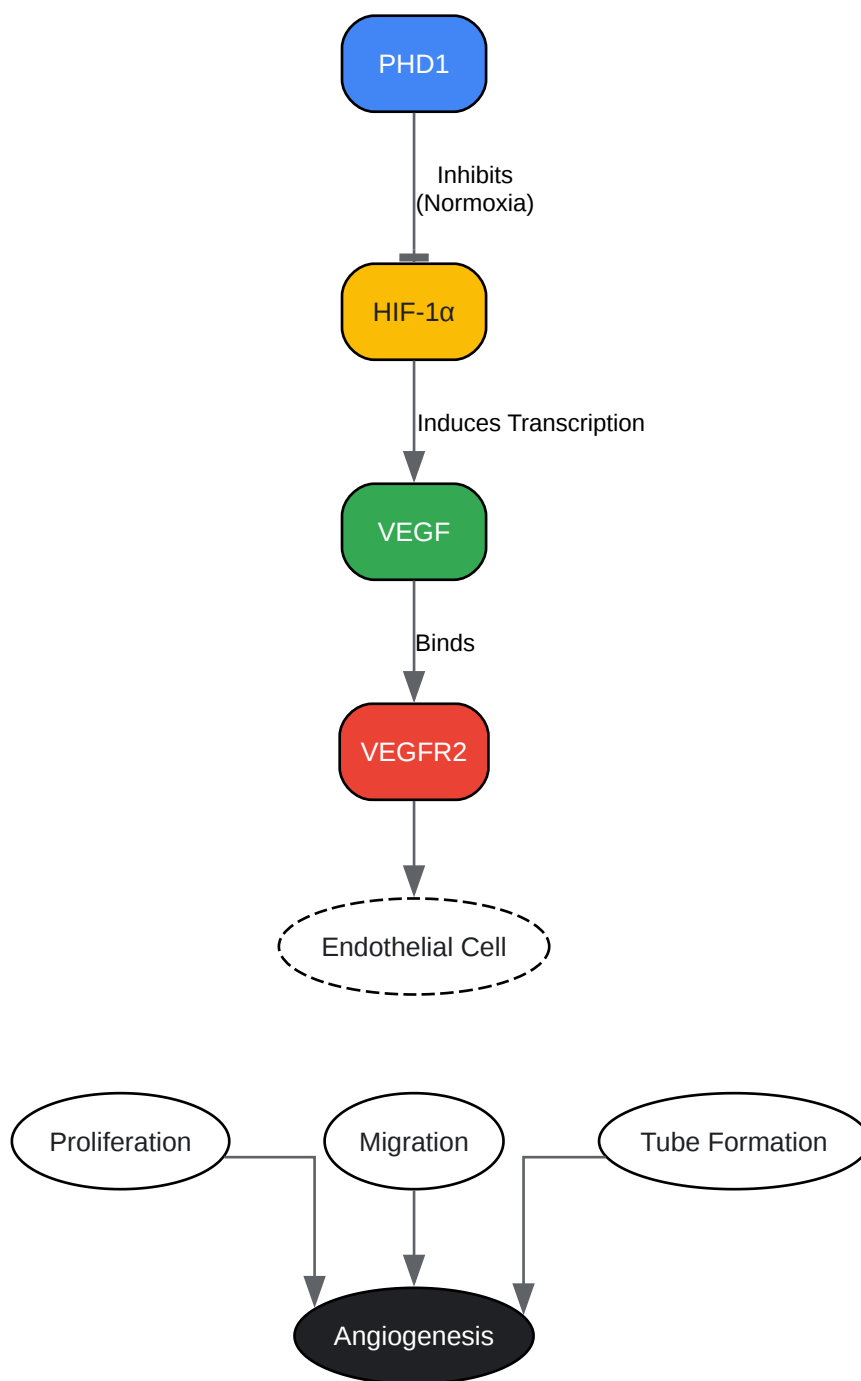 PHD1
Inhibits
(Normoxia)
HIF-1α
Induces Transcription
VEGF
Binds
VEGFR2
Endothelial Cell
Proliferation
Migration
Tube Formation
Angiogenesis